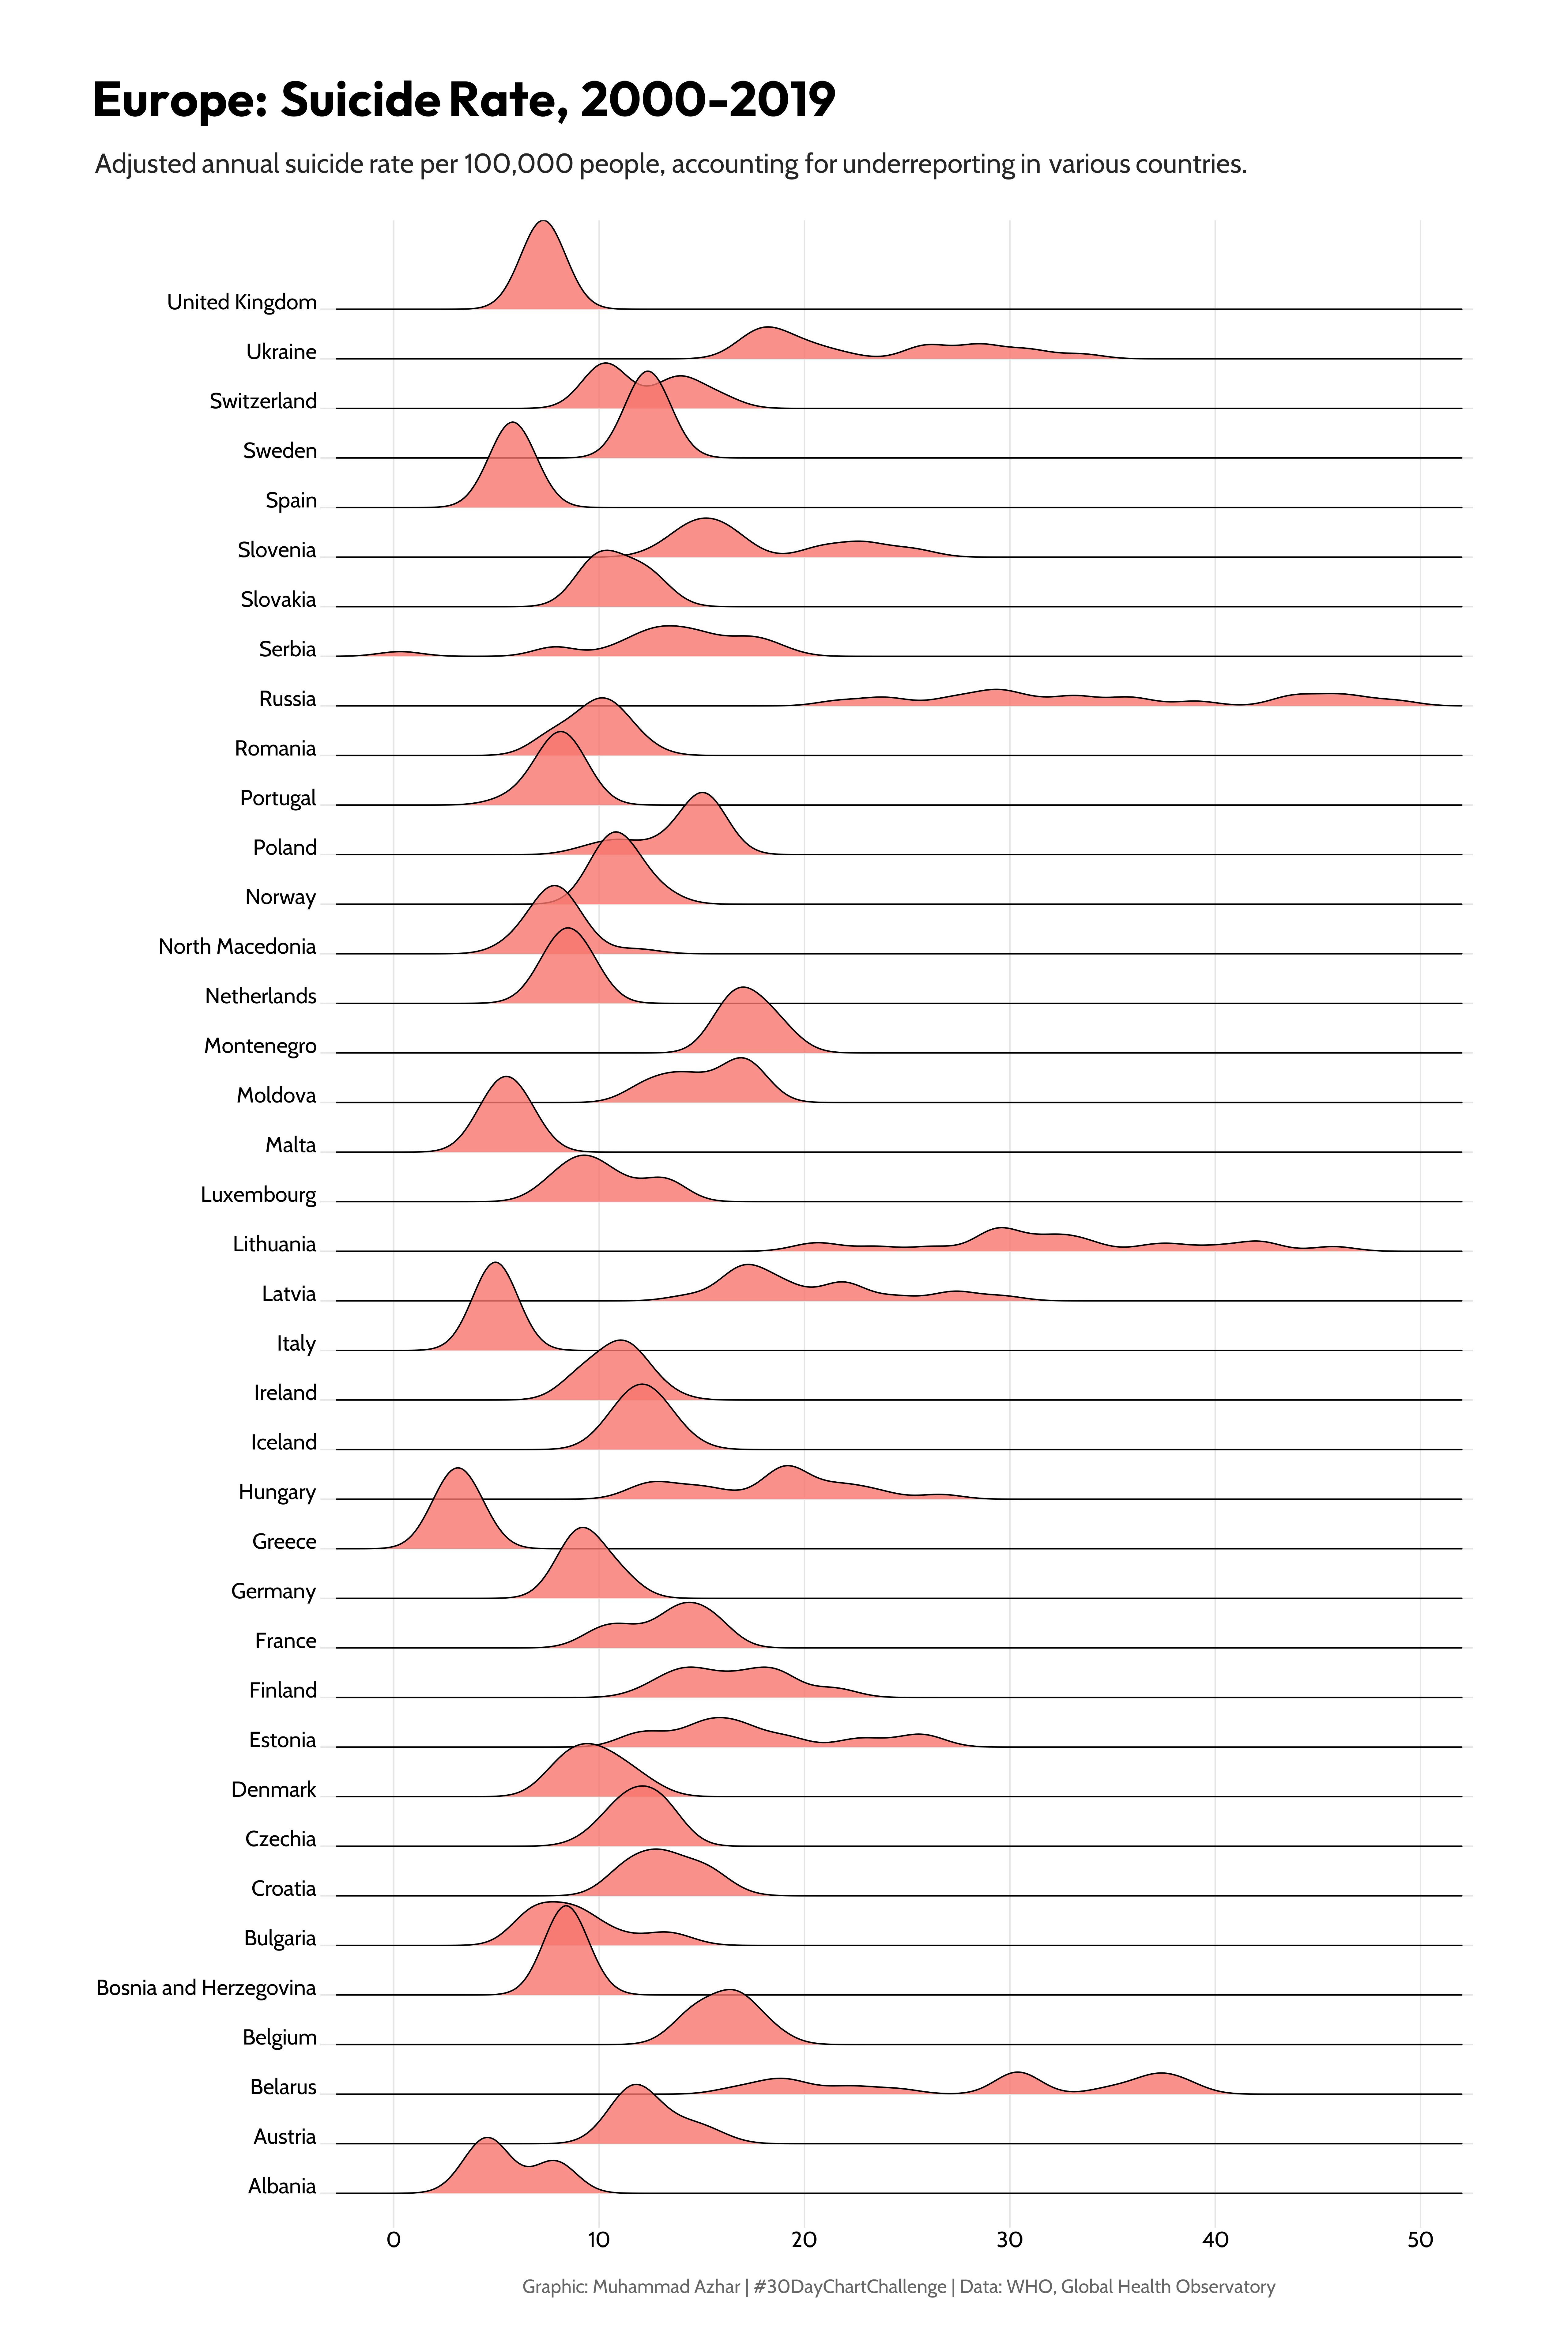 Europe: Suicide Rate, 2000-2019
Adjusted annual suicide rate per 100,000 people, accounting for underreporting in various countries.
United Kingdom
Ukraine
Switzerland
Sweden
Spain
Slovenia
Slovakia
Serbia
Russia
Romania
Portugal
Poland
Norway
North Macedonia
Netherlands
Montenegro
Moldova
Malta
Luxembourg
Lithuania
Latvia
Italy
Ireland
Iceland
Hungary
Greece
Germany
France
Finland
Estonia
Denmark
Czechia
Croatia
Bulgaria
Bosnia and Herzegovina
Belgium
Belarus
Austria
Albania
0 10 20 30 40 50
Graphic: Muhammad Azhar | #30DayChartChallenge | Data: WHO, Global Health Observatory